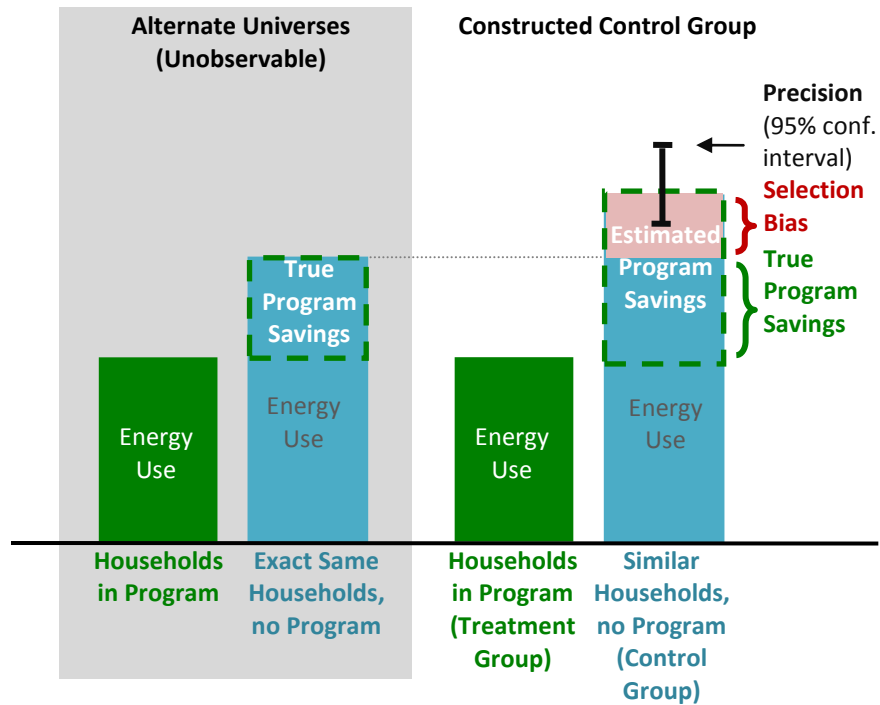 Alternate Universes
(Unobservable)
Constructed Control Group
Precision
(95% conf.
interval)
Selection
Bias
True
Program
Savings
Estimated
Program
Savings
True
Program
Savings
Energy
Use
Energy
Use
Energy
Use
Energy
Use
Households
in Program
Exact Same
Households,
no Program
Households
in Program
(Treatment
Group)
Similar
Households,
no Program
(Control
Group)